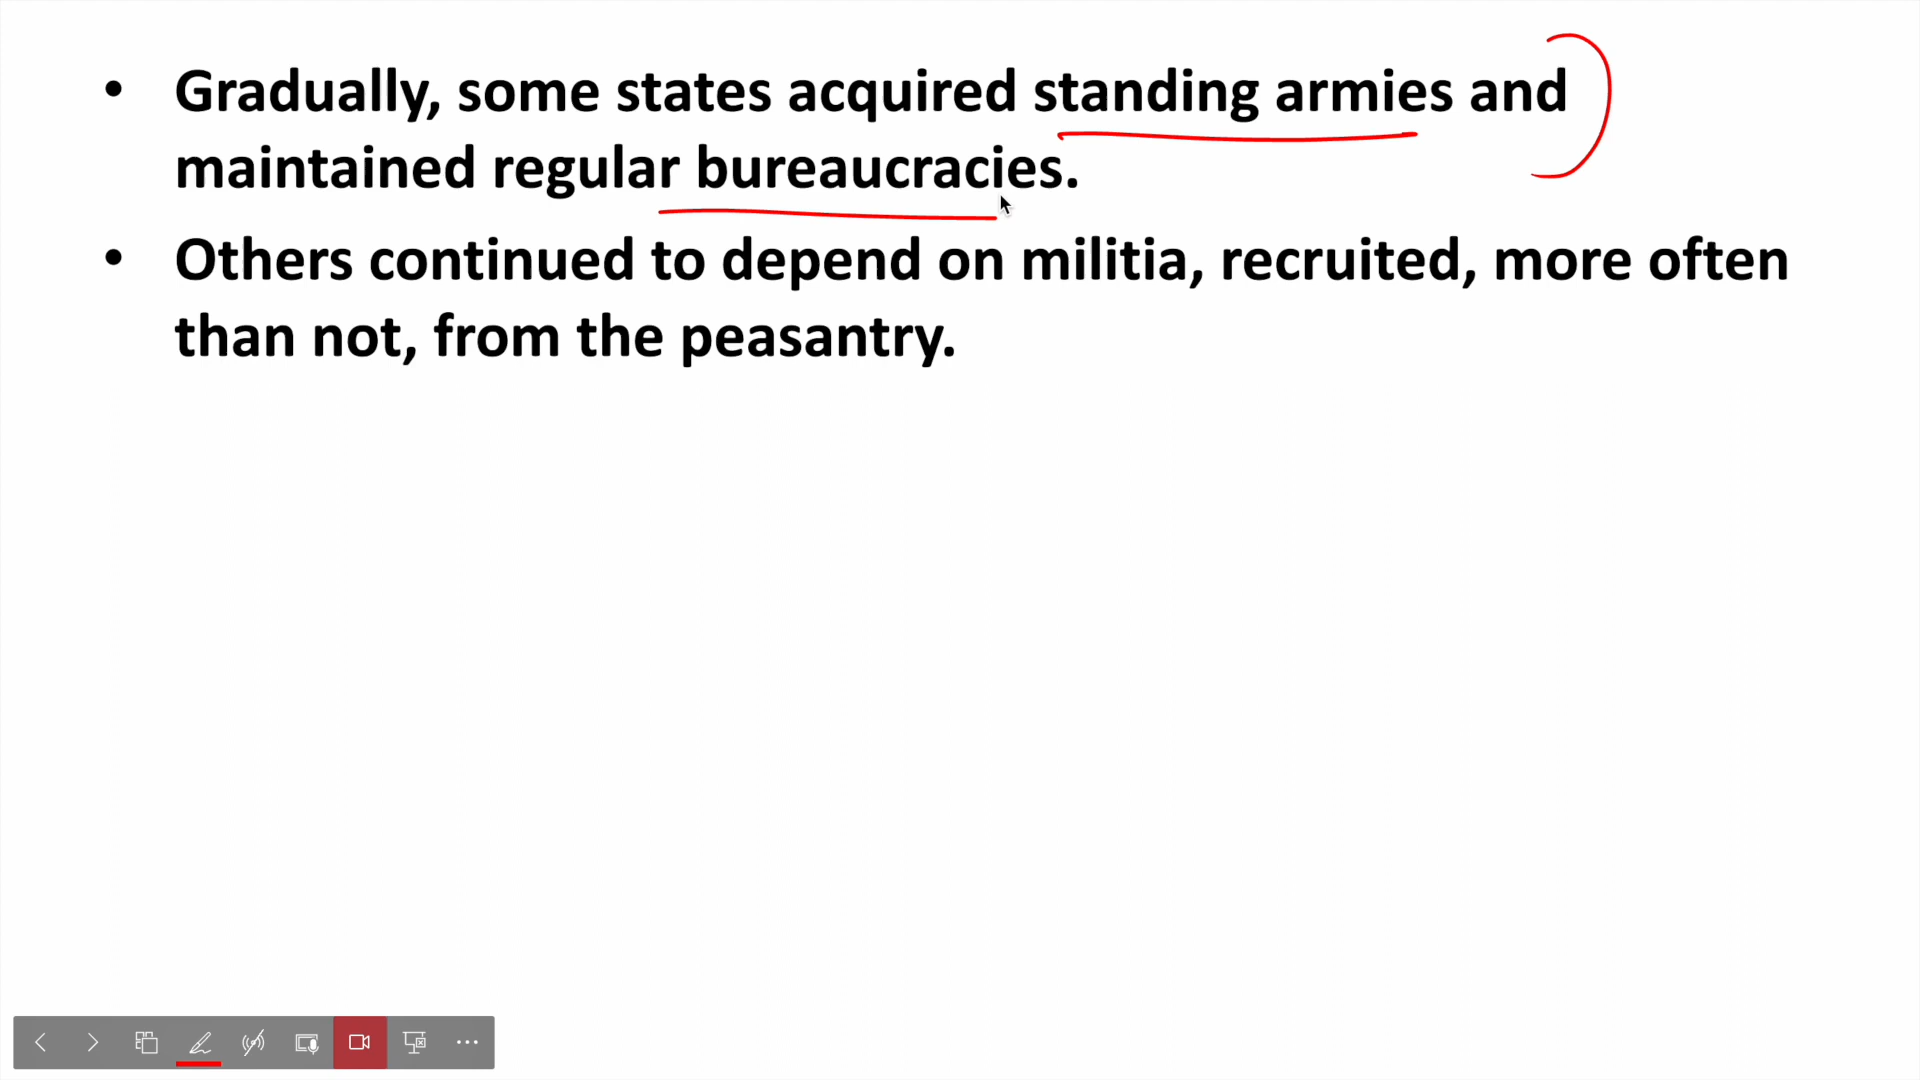 • Gradually, some states acquired standing armies and
maintained regular bureaucracies.
• Others continued to depend on militia, recruited, more often
than not, from the peasantry.